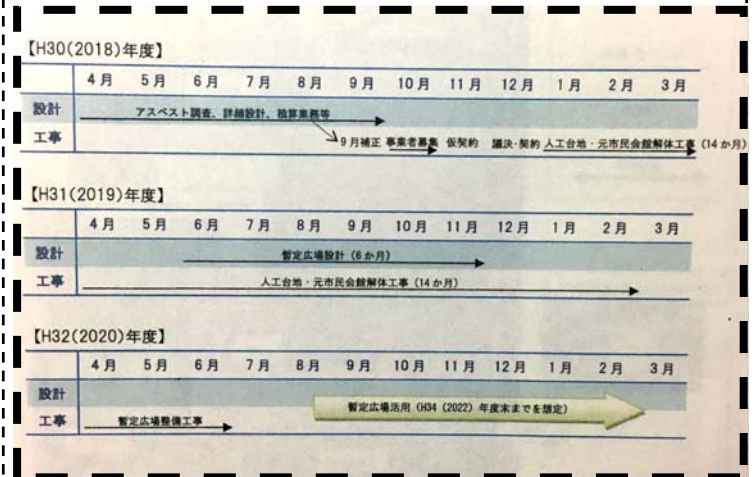 【H30(2018)年度】
4月 5月 6月 7月 8月 9月 10月 11月 12月 1月 2月 3月
設計 アスベスト調査、詳細設計、積算業務等
工事 9月補正 事業者募集 仮契約 議決・契約 人工台地・元市民会館解体工事(14か月)
【H31(2019)年度】
4月 5月 6月 7月 8月 9月 10月 11月 12月 1月 2月 3月
設計 暫定広場設計(6か月)
工事 人工台地・元市民会館解体工事(14か月)
【H32(2020)年度】
4月 5月 6月 7月 8月 9月 10月 11月 12月 1月 2月 3月
設計
暫定広場活用(H34(2022)年度末までを想定)
工事 暫定広場整備工事